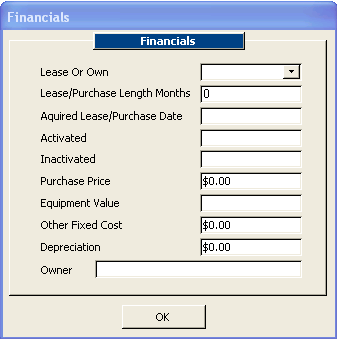 Financials
Financials
Lease Or Own
Lease/Purchase Length Months 0
Aquired Lease/Purchase Date
Activated
Inactivated
Purchase Price $0.00
Equipment Value
Other Fixed Cost $0.00
Depreciation $0.00
Owner
OK